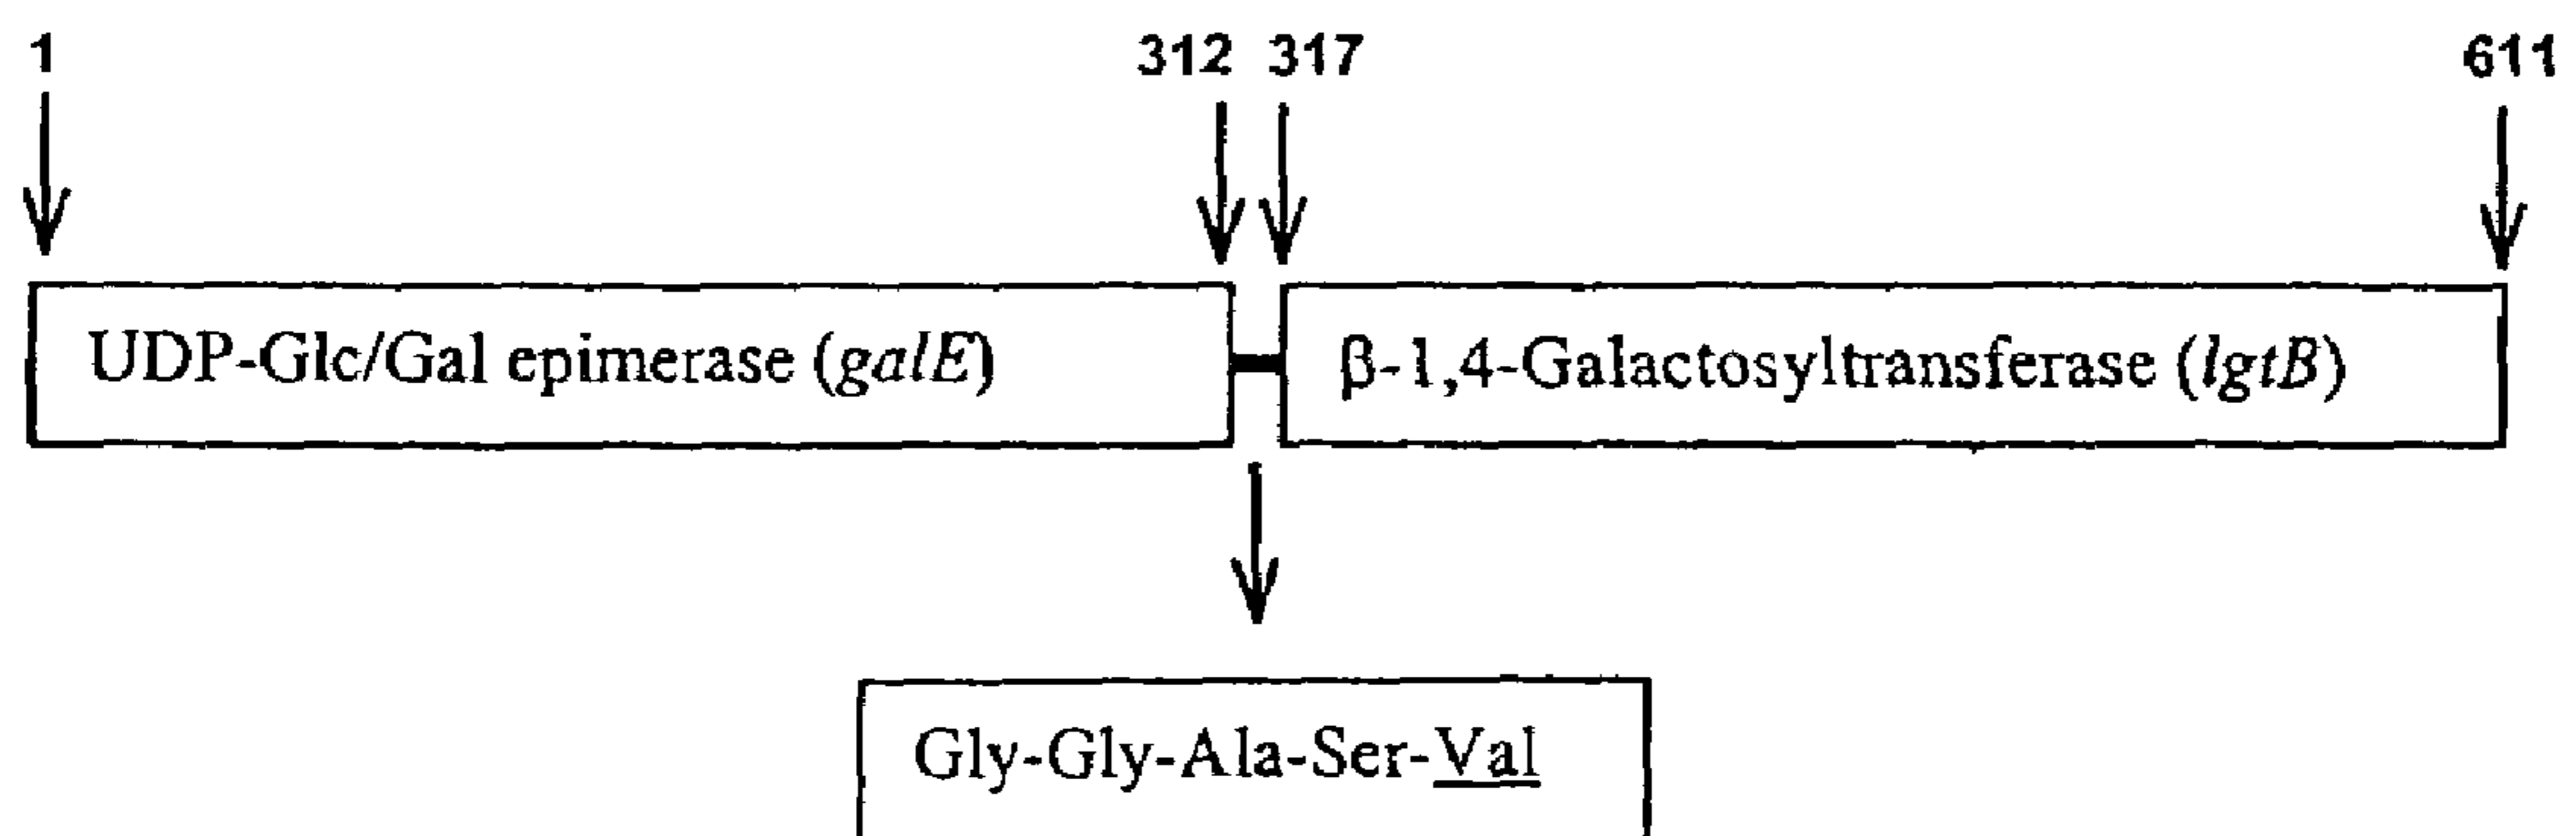 1 312 317 611
UDP-Glc/Gal epimerase (galE) β-1,4-Galactosyltransferase (lgtB)
Gly-Gly-Ala-Ser-Val